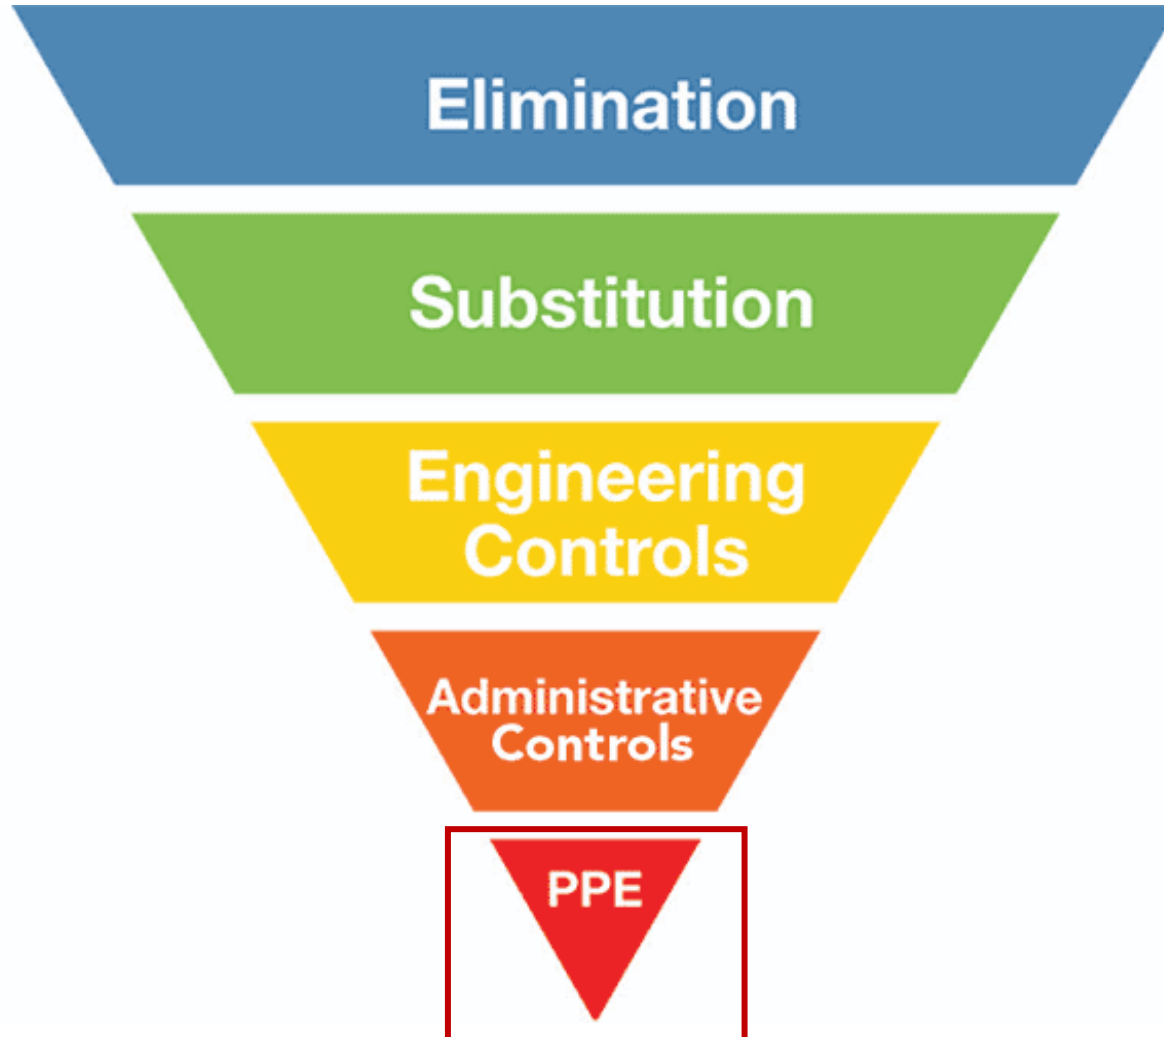 Elimination
Substitution
Engineering
Controls
Administrative
Controls
PPE